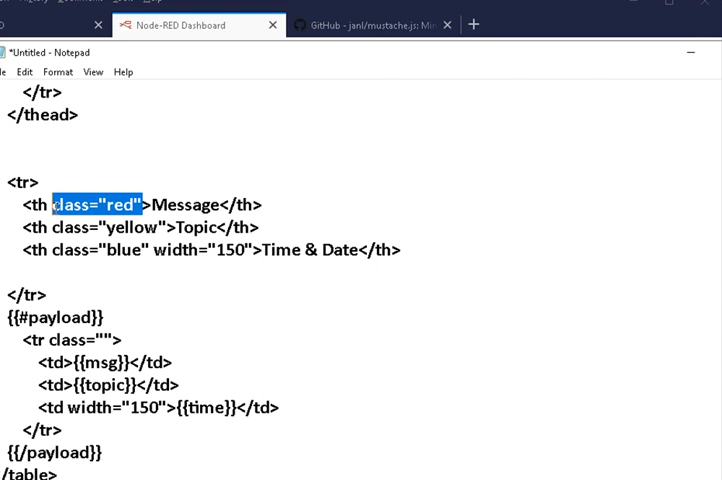 Node-RED Dashboard
GitHub - janl/mustache.js: Mi
*Untitled - Notepad
Edit Format View Help
</tr>
</thead>
<tr>
<th class="red">Message</th>
<th class="yellow">Topic</th>
<th class="blue" width="150">Time & Date</th>
</tr>
{{#payload}}
<tr class="">
<td>{{msg}}</td>
<td>{{topic}}</td>
<td width="150">{{time}}</td>
</tr>
{{/payload}}
/table>